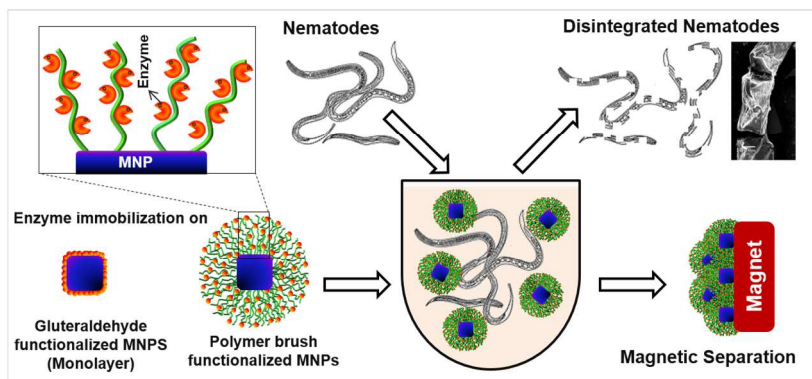 Nematodes
Disintegrated Nematodes
Enzyme
MNP
Enzyme immobilization on
Gluteraldehyde
functionalized MNPS
(Monolayer)
Polymer brush
functionalized MNPs
Magnet
Magnetic Separation